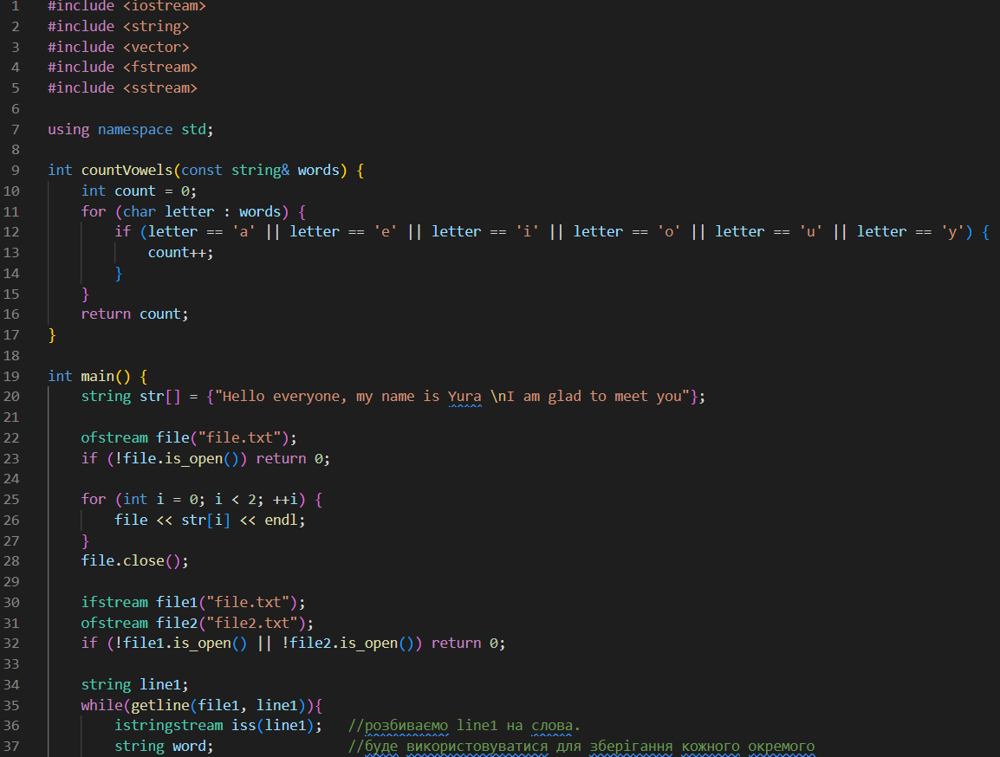 1 #include <iostream>
2 #include <string>
3 #include <vector>
4 #include <fstream>
5 #include <sstream>
6
7 using namespace std;
8
9 int countVowels(const string& words) {
10     int count = 0;
11     for (char letter : words) {
12         if (letter == 'a' || letter == 'e' || letter == 'i' || letter == 'o' || letter == 'u' || letter == 'y') {
13             count++;
14         }
15     }
16     return count;
17 }
18
19 int main() {
20     string str[] = {"Hello everyone, my name is Yura \nI am glad to meet you"};
21
22     ofstream file("file.txt");
23     if (!file.is_open()) return 0;
24
25     for (int i = 0; i < 2; ++i) {
26         file << str[i] << endl;
27     }
28     file.close();
29
30     ifstream file1("file.txt");
31     ofstream file2("file2.txt");
32     if (!file1.is_open() || !file2.is_open()) return 0;
33
34     string line1;
35     while(getline(file1, line1)){
36         istringstream iss(line1);   //розбиваємо line1 на слова.
37         string word;                //буде використовуватися для зберігання кожного окремого